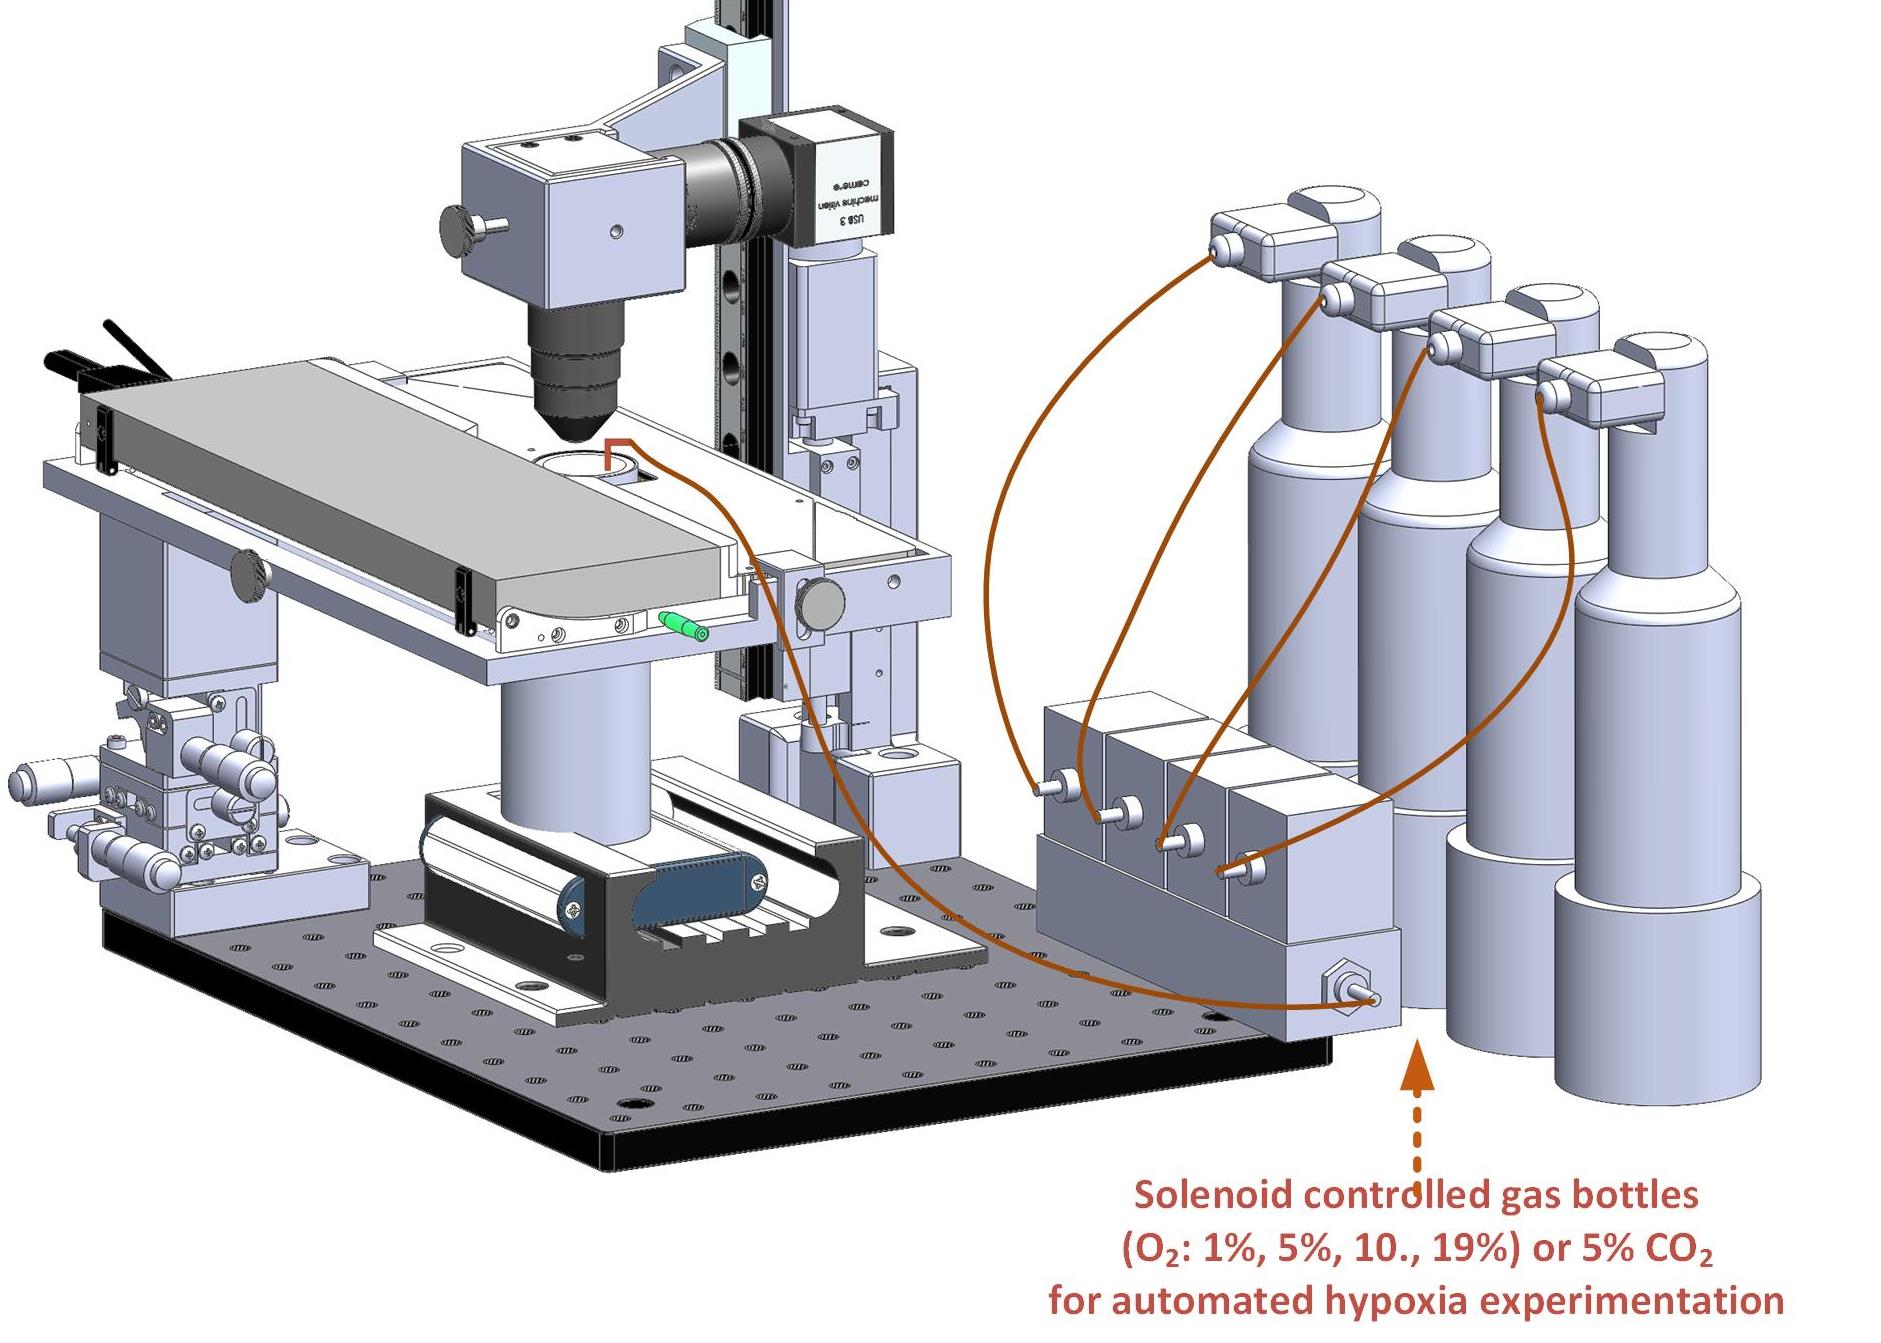 USB 3
machine vision
camera
Solenoid controlled gas bottles
(O₂: 1%, 5%, 10., 19%) or 5% CO₂
for automated hypoxia experimentation